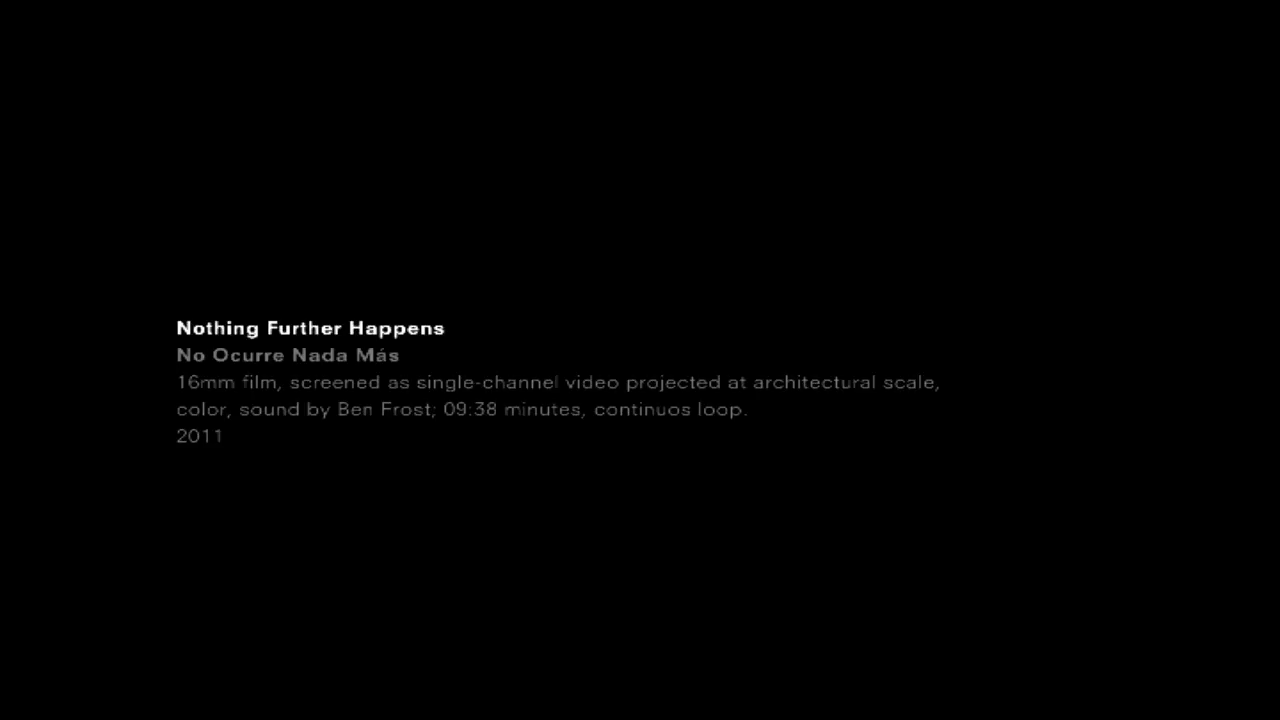 Nothing Further Happens
No Ocurre Nada Más
16mm film, screened as single-channel video projected at architectural scale,
color, sound by Ben Frost; 09:38 minutes, continuos loop.
2011